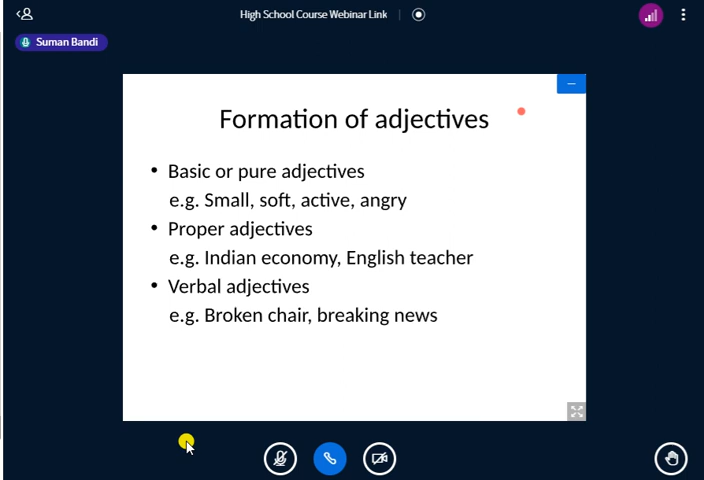 High School Course Webinar Link
Suman Bandi
Formation of adjectives
• Basic or pure adjectives
e.g. Small, soft, active, angry
• Proper adjectives
e.g. Indian economy, English teacher
• Verbal adjectives
e.g. Broken chair, breaking news